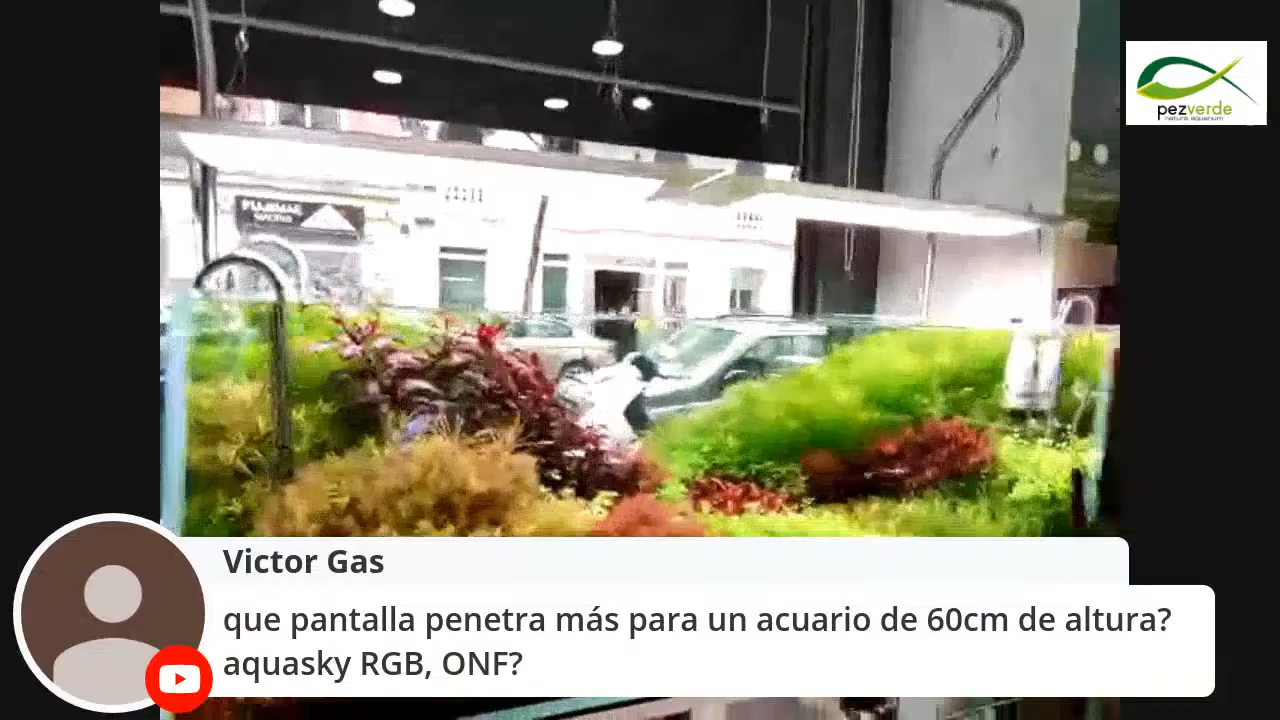 pezverde
nature aquarium
Victor Gas
que pantalla penetra más para un acuario de 60cm de altura?
aquasky RGB, ONF?